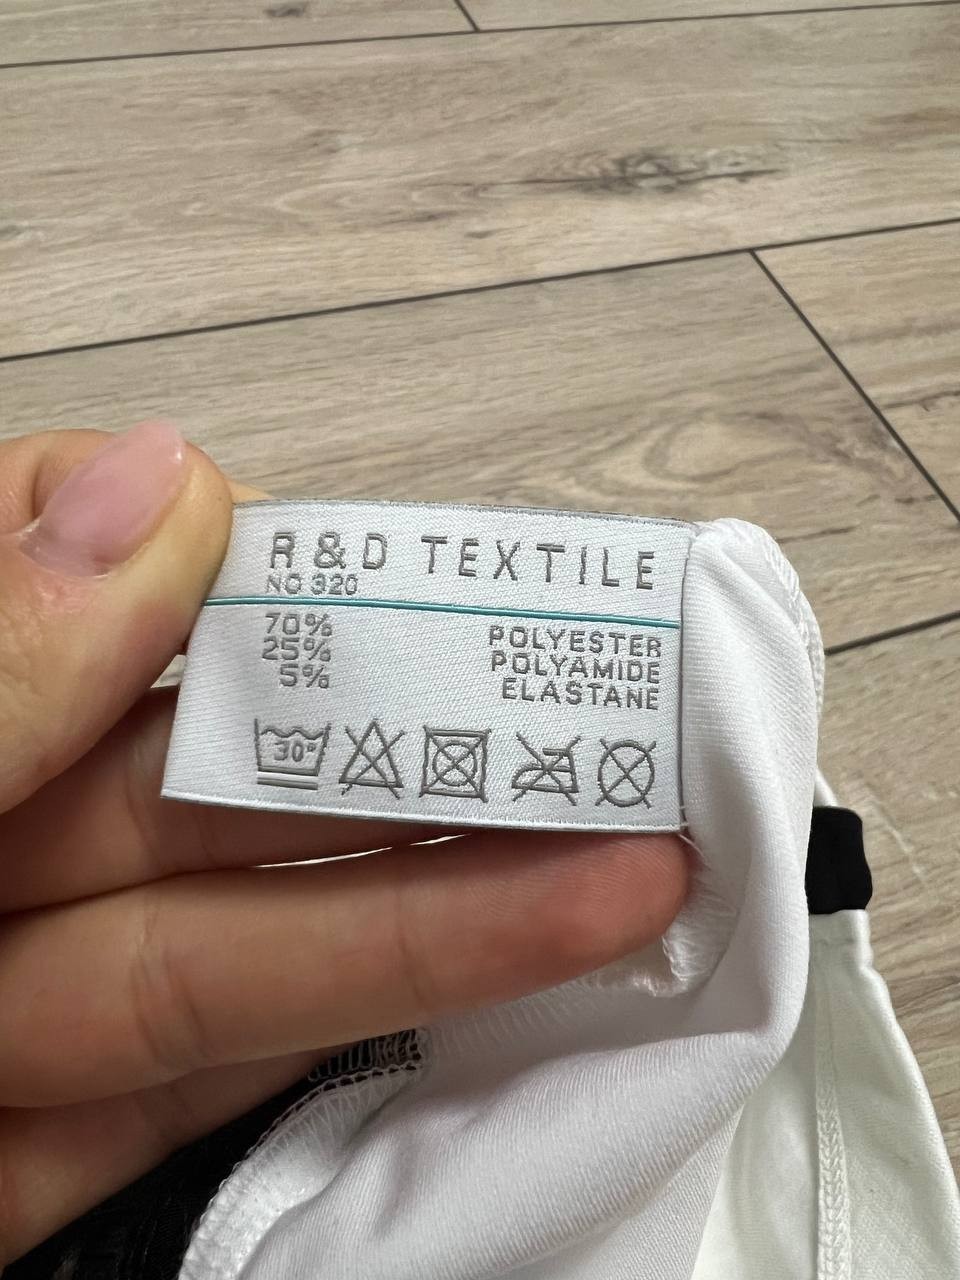 R & D TEXTILE
NO 320
70% POLYESTER
25% POLYAMIDE
5% ELASTANE
30°